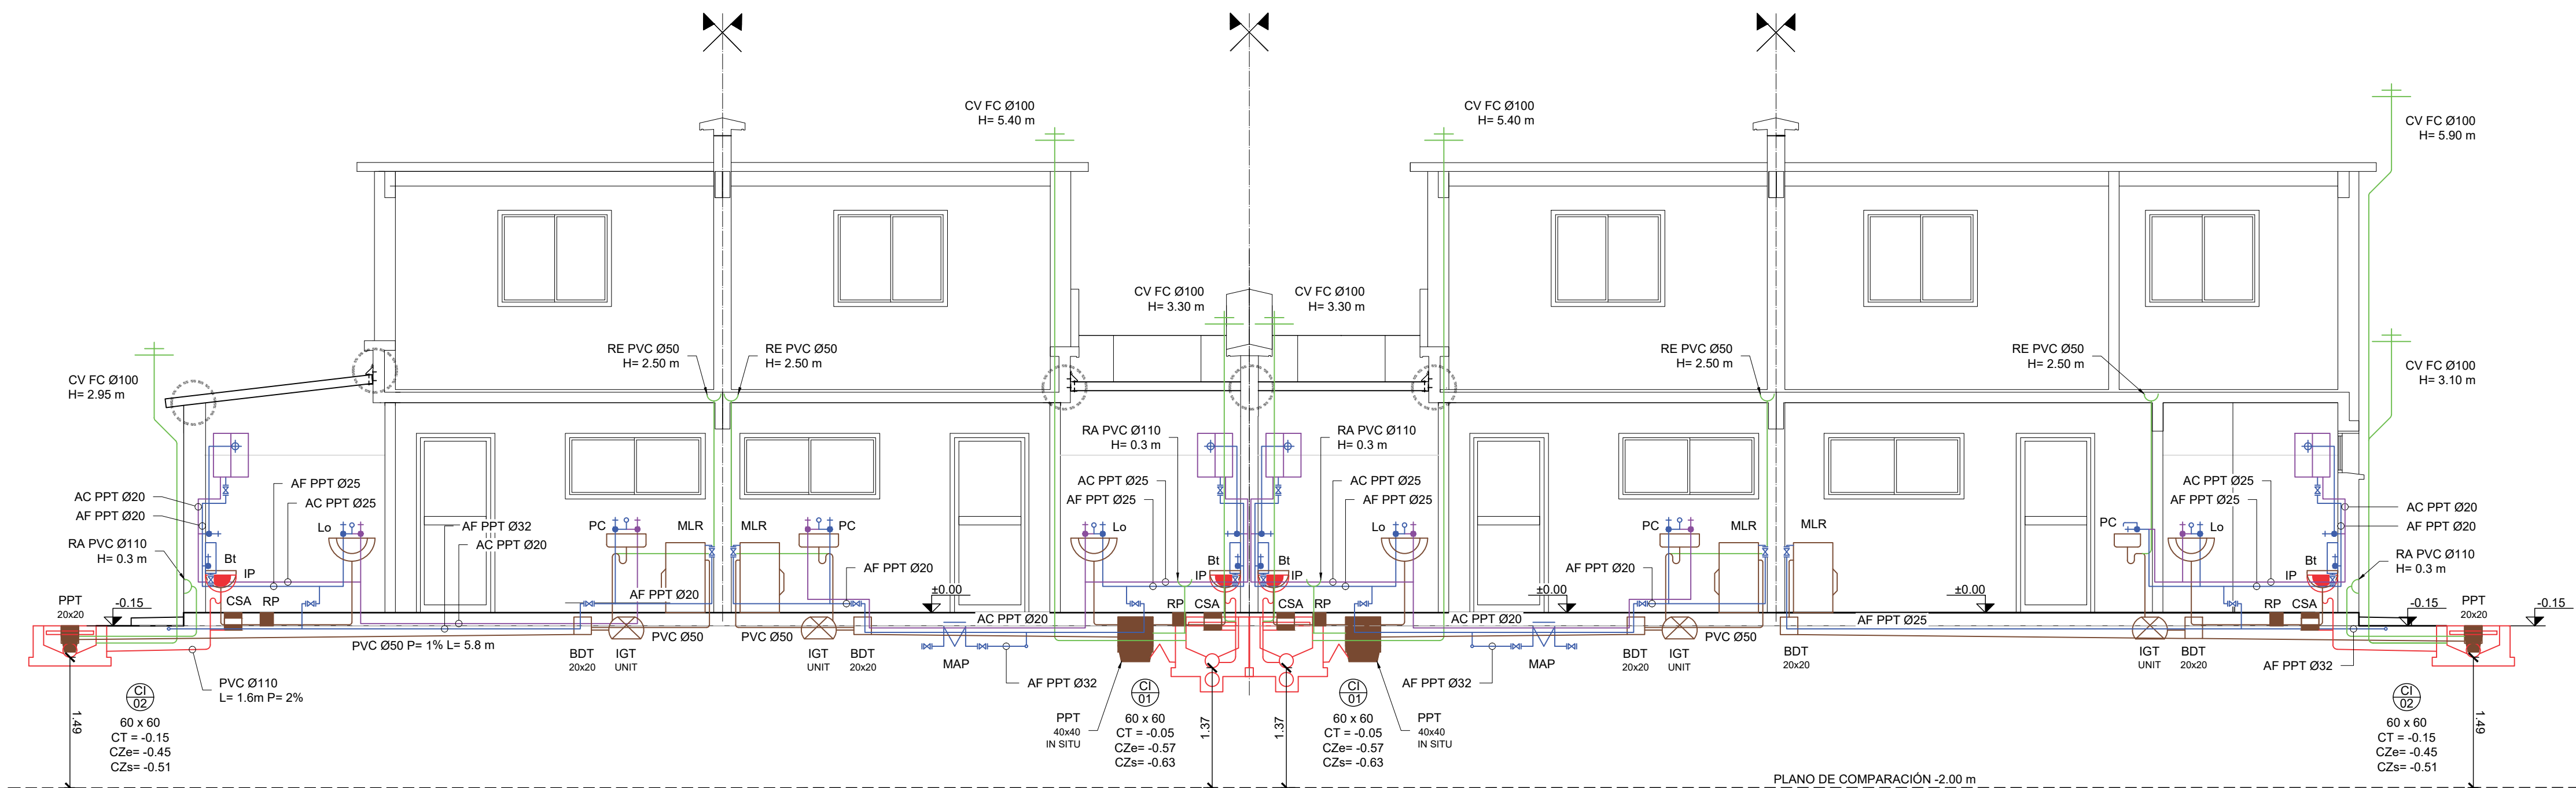 CV FC Ø100
H= 5.40 m
CV FC Ø100
H= 5.40 m
CV FC Ø100
H= 5.90 m
CV FC Ø100
H= 3.30 m
CV FC Ø100
H= 3.30 m
CV FC Ø100
H= 2.95 m
RE PVC Ø50
H= 2.50 m
RE PVC Ø50
H= 2.50 m
RE PVC Ø50
H= 2.50 m
RE PVC Ø50
H= 2.50 m
CV FC Ø100
H= 3.10 m
RA PVC Ø110
H= 0.3 m
RA PVC Ø110
H= 0.3 m
AC PPT Ø20
AF PPT Ø20
RA PVC Ø110
H= 0.3 m
AF PPT Ø25
AC PPT Ø25
Lo
Bt
IP
CSA
RP
AF PPT Ø32
AC PPT Ø20
PC
MLR
MLR
PC
AF PPT Ø20
AF PPT Ø20
±0.00
AC PPT Ø25
AF PPT Ø25
Lo
Bt
IP
RP
CSA
AC PPT Ø20
AC PPT Ø25
AF PPT Ø25
Lo
Bt
IP
CSA
RP
AC PPT Ø20
±0.00
AF PPT Ø20
PC
MLR
MLR
±0.00
AF PPT Ø25
AC PPT Ø25
AF PPT Ø25
PC
Lo
Bt
IP
RP
CSA
AC PPT Ø20
AF PPT Ø20
RA PVC Ø110
H= 0.3 m
PPT
20x20
-0.15
-0.15
PPT
20x20
-0.15
PVC Ø50 P= 1% L= 5.8 m
PVC Ø110
L= 1.6m P= 2%
BDT
20x20
IGT
UNIT
PVC Ø50
PVC Ø50
IGT
UNIT
BDT
20x20
MAP
AF PPT Ø32
AF PPT Ø32
MAP
BDT
20x20
IGT
UNIT
PVC Ø50
BDT
20x20
IGT
UNIT
BDT
20x20
AF PPT Ø32
1.49
CI
02
60 x 60
CT = -0.15
CZe= -0.45
CZs= -0.51
PPT
40x40
IN SITU
CI
01
60 x 60
CT = -0.05
CZe= -0.57
CZs= -0.63
1.37
1.37
CI
01
60 x 60
CT = -0.05
CZe= -0.57
CZs= -0.63
PPT
40x40
IN SITU
CI
02
60 x 60
CT = -0.15
CZe= -0.45
CZs= -0.51
1.49
PLANO DE COMPARACIÓN -2.00 m